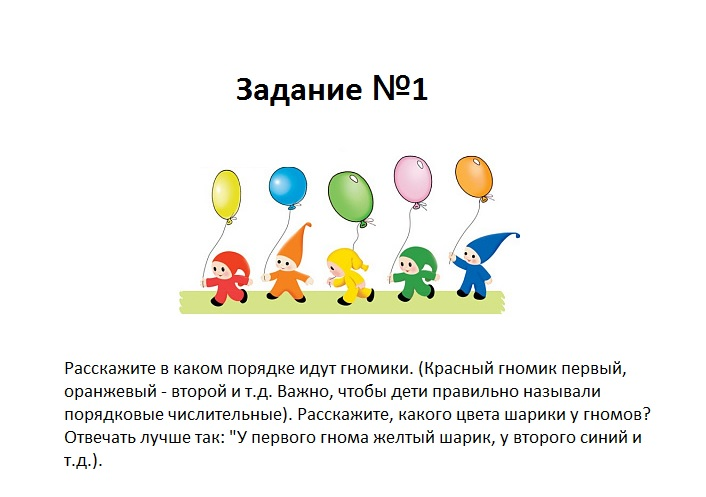 Задание №1
Расскажите в каком порядке идут гномики. (Красный гномик первый,
оранжевый - второй и т.д. Важно, чтобы дети правильно называли
порядковые числительные). Расскажите, какого цвета шарики у гномов?
Отвечать лучше так: "У первого гнома желтый шарик, у второго синий и
т.д.).